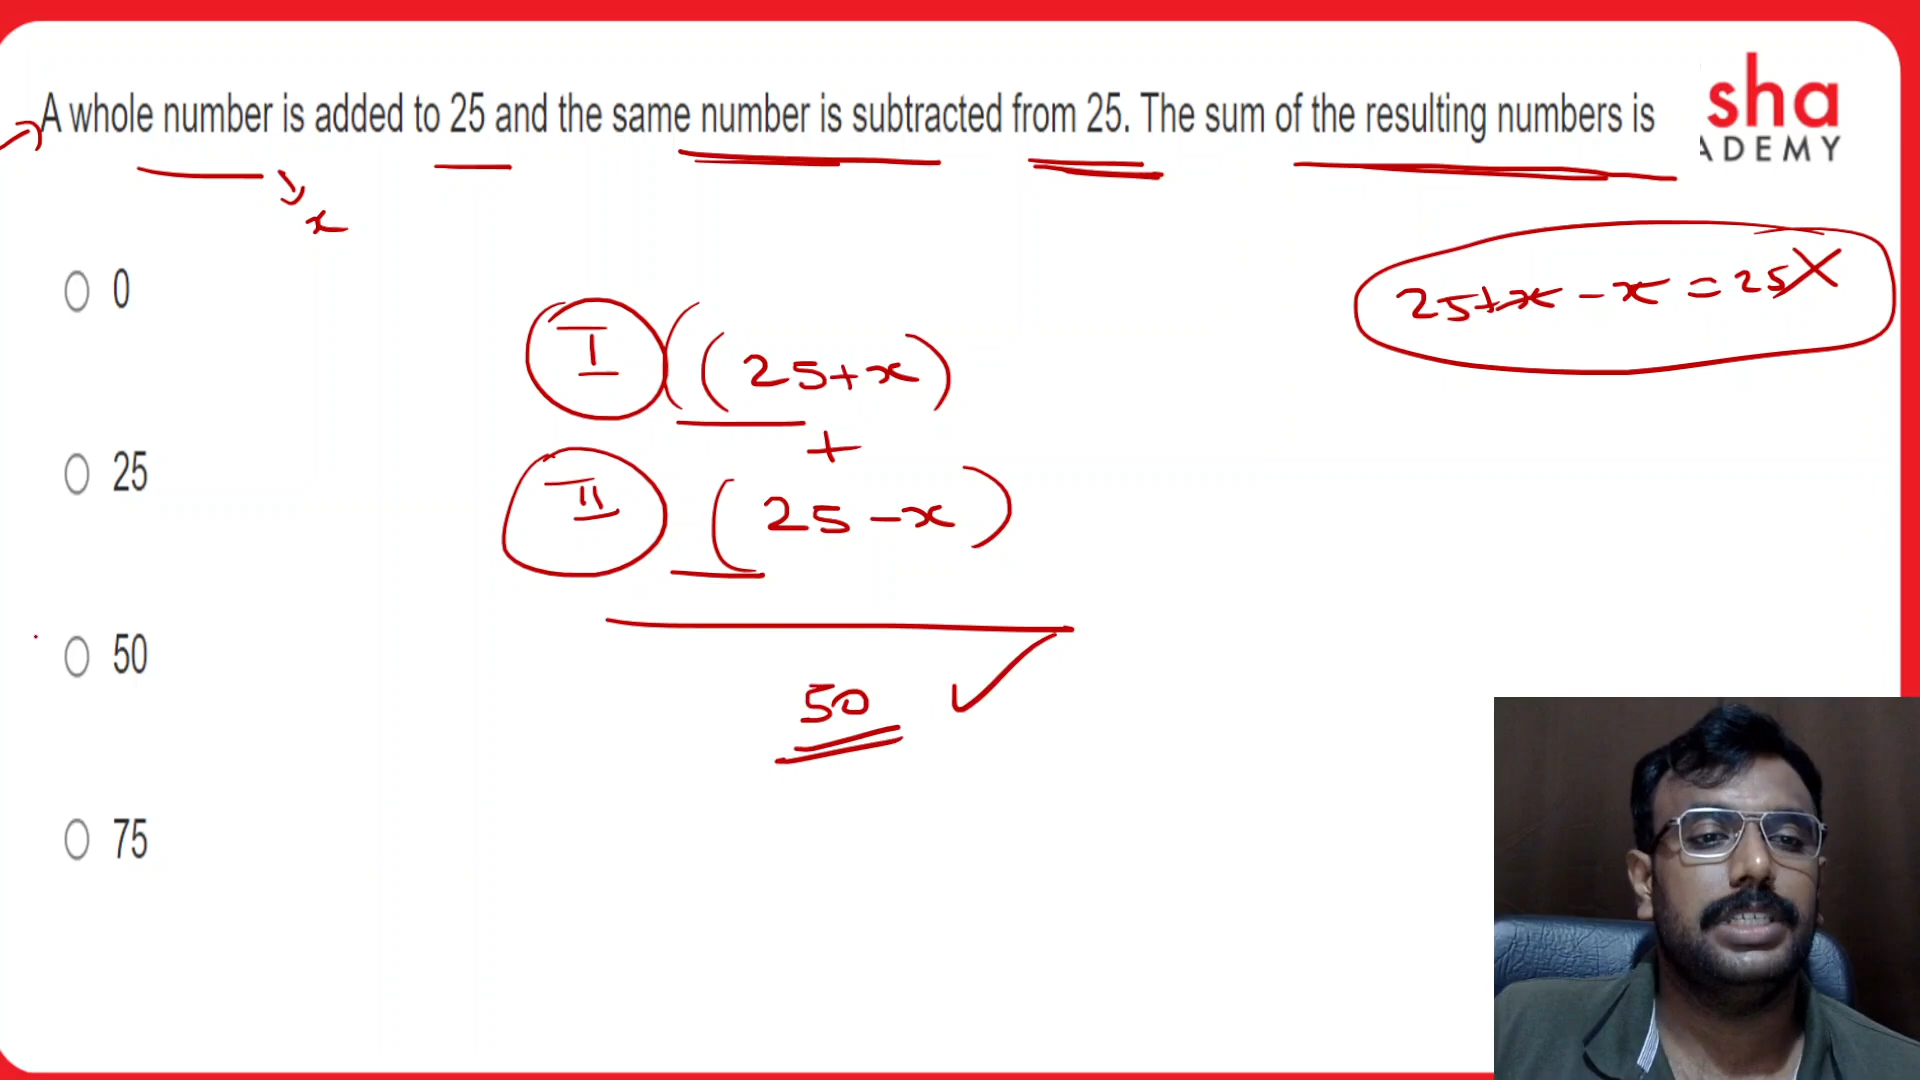 A whole number is added to 25 and the same number is subtracted from 25. The sum of the resulting numbers is
sha
ADEMY
x
25+x - x = 25 X
0
I ((25+x)
+
25
II (25-x)
50
50
75